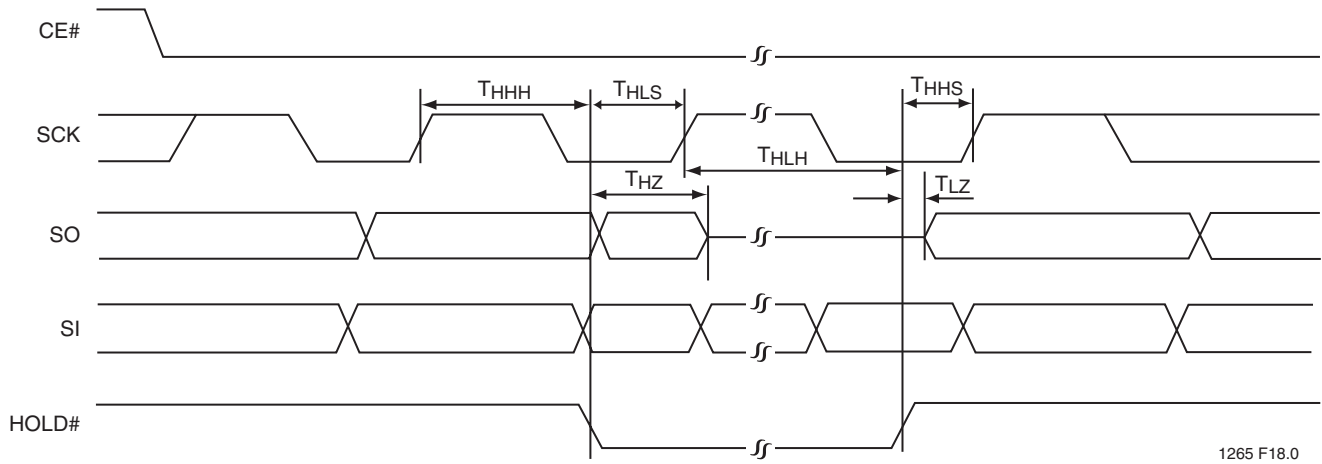 CE#
THHH THLS THHS
SCK
THLH
THZ TLZ
SO
SI
HOLD#
1265 F18.0